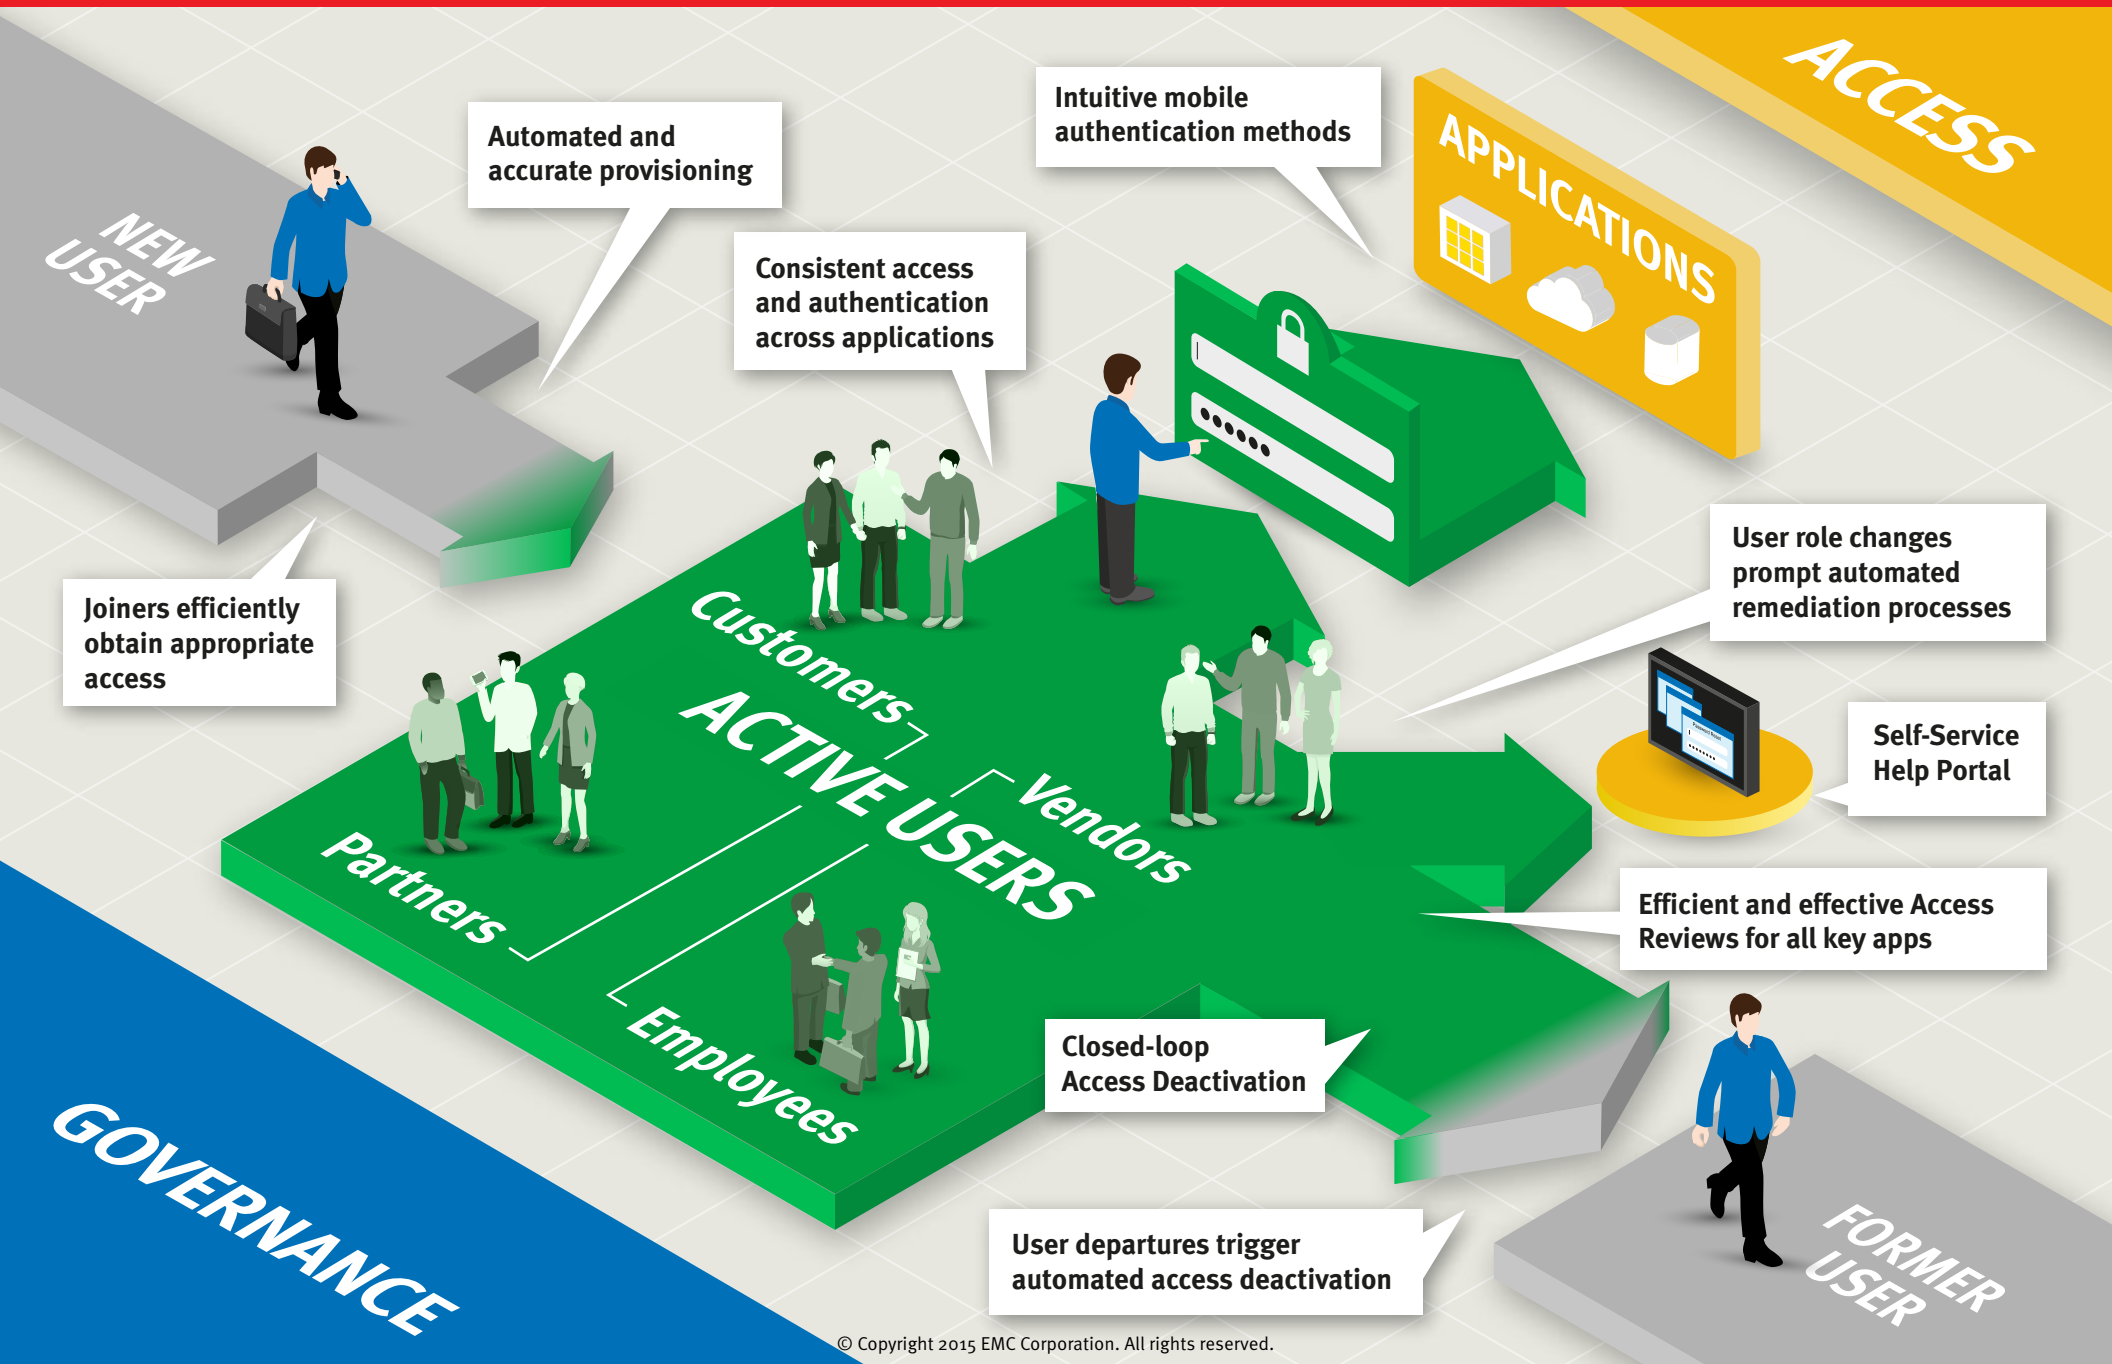 ACCESS
Intuitive mobile
authentication methods
APPLICATIONS
Automated and
accurate provisioning
NEW
USER
Consistent access
and authentication
across applications
User role changes
prompt automated
remediation processes
Joiners efficiently
obtain appropriate
access
Customers
ACTIVE USERS
Vendors
Partners
Employees
Password Reset
Self-Service
Help Portal
Efficient and effective Access
Reviews for all key apps
Closed-loop
Access Deactivation
GOVERNANCE
User departures trigger
automated access deactivation
FORMER
USER
© Copyright 2015 EMC Corporation. All rights reserved.